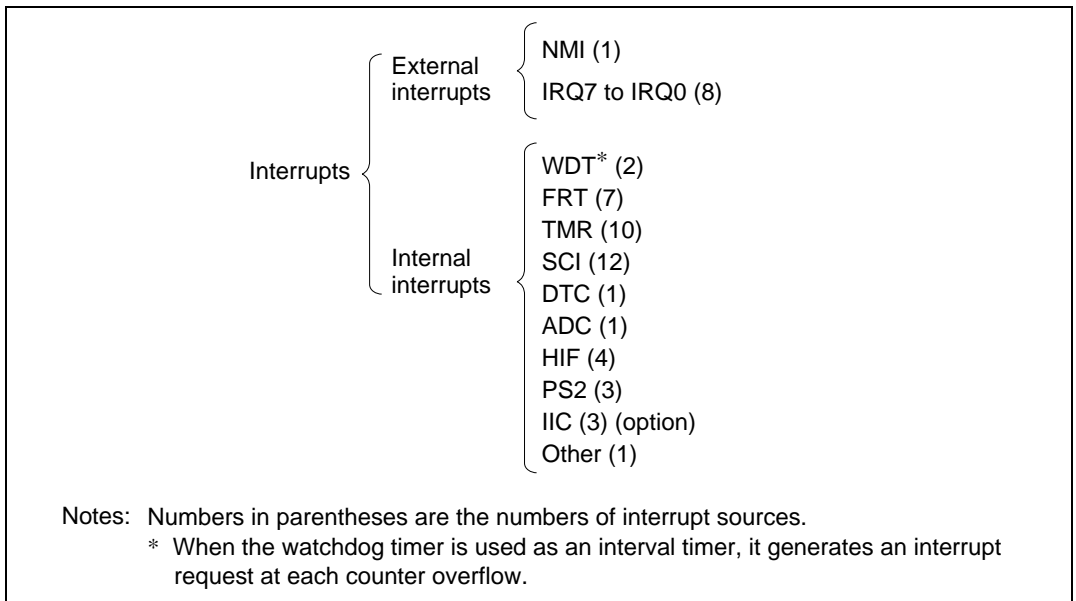 Interrupts
External
interrupts
NMI (1)
IRQ7 to IRQ0 (8)
Internal
interrupts
WDT* (2)
FRT (7)
TMR (10)
SCI (12)
DTC (1)
ADC (1)
HIF (4)
PS2 (3)
IIC (3) (option)
Other (1)
Notes: Numbers in parentheses are the numbers of interrupt sources.
* When the watchdog timer is used as an interval timer, it generates an interrupt
request at each counter overflow.